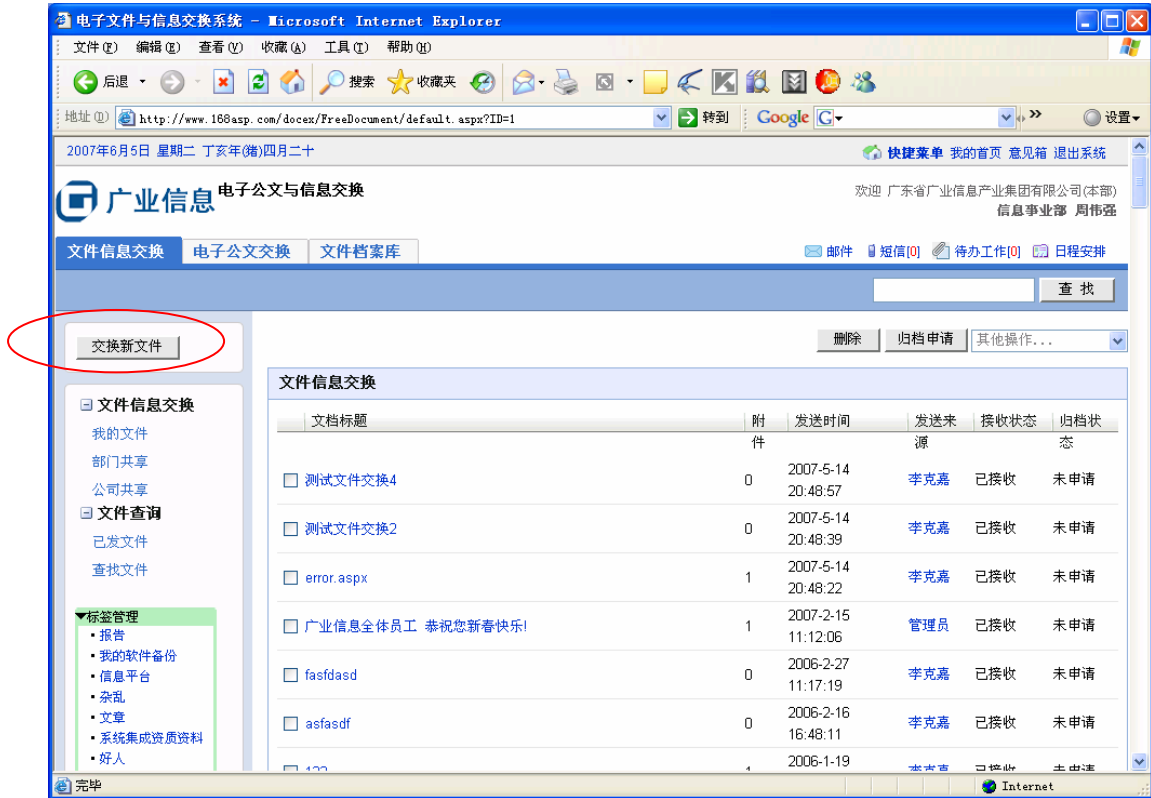 电子文件与信息交换系统 - Microsoft Internet Explorer
文件(F) 编辑(E) 查看(V) 收藏(A) 工具(T) 帮助(H)
后退 搜索 收藏夹
地址(D) http://www.168asp.com/docex/FreeDocument/default.aspx?ID=1 转到 Google G 设置
2007年6月5日 星期二 丁亥年(猪)四月二十 快捷菜单 我的首页 意见箱 退出系统
广业信息 电子公文与信息交换 欢迎 广东省广业信息产业集团有限公司(本部)
信息事业部 周伟强
文件信息交换 电子公文交换 文件档案库 邮件 短信[0] 待办工作[0] 日程安排
查 找
交换新文件 删除 归档申请 其他操作...
文件信息交换
文件信息交换
我的文件
部门共享
公司共享
文件查询
已发文件
查找文件
标签管理
报告
我的软件备份
信息平台
杂乱
文章
系统集成资质资料
好人
文档标题 附件 发送时间 发送来源 接收状态 归档状态
测试文件交换4 0 2007-5-14 20:48:57 李克嘉 已接收 未申请
测试文件交换2 0 2007-5-14 20:48:39 李克嘉 已接收 未申请
error.aspx 1 2007-5-14 20:48:22 李克嘉 已接收 未申请
广业信息全体员工 恭祝您新春快乐! 1 2007-2-15 11:12:06 管理员 已接收 未申请
fasfdasd 0 2006-2-27 11:17:19 李克嘉 已接收 未申请
asfasdf 0 2006-2-16 16:48:11 李克嘉 已接收 未申请
2006-1-19
完毕 Internet